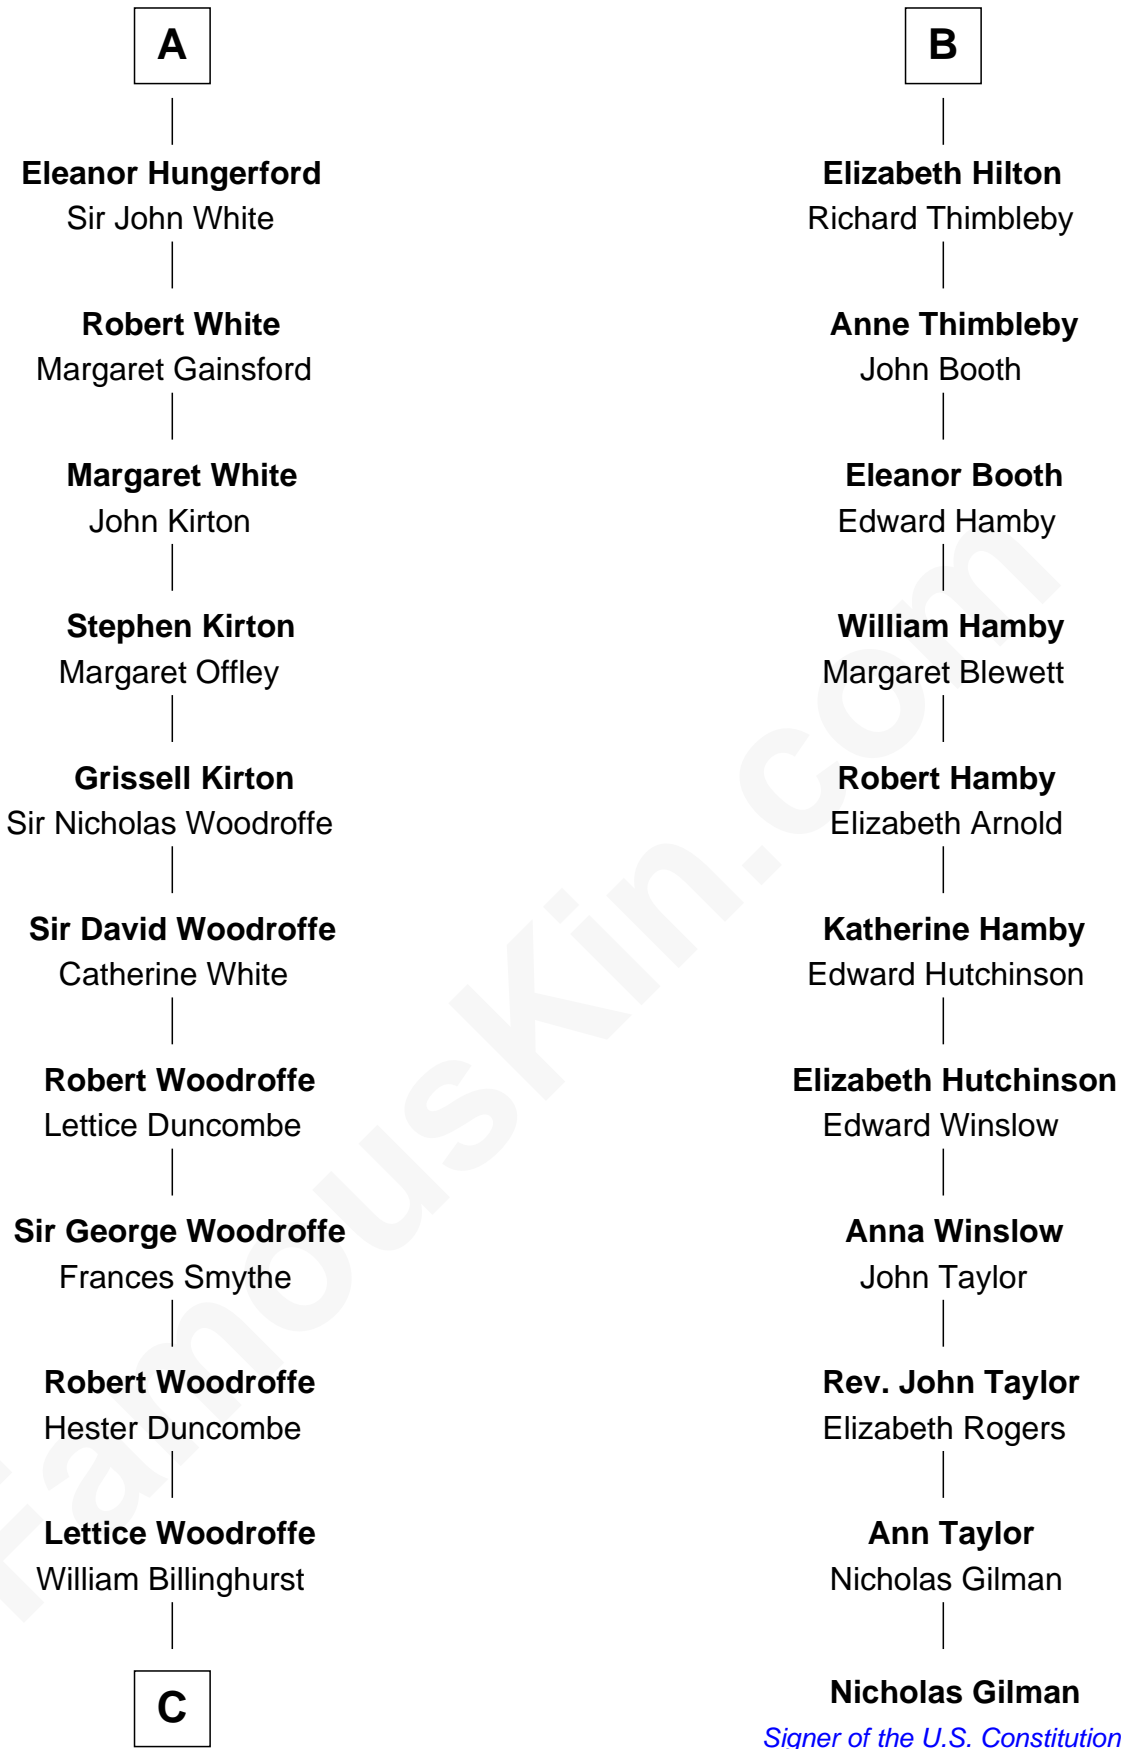 A
Eleanor Hungerford
Sir John White
Robert White
Margaret Gainsford
Margaret White
John Kirton
Stephen Kirton
Margaret Offley
Grissell Kirton
Sir Nicholas Woodroffe
Sir David Woodroffe
Catherine White
Robert Woodroffe
Lettice Duncombe
Sir George Woodroffe
Frances Smythe
Robert Woodroffe
Hester Duncombe
Lettice Woodroffe
William Billinghurst
C
B
Elizabeth Hilton
Richard Thimbleby
Anne Thimbleby
John Booth
Eleanor Booth
Edward Hamby
William Hamby
Margaret Blewett
Robert Hamby
Elizabeth Arnold
Katherine Hamby
Edward Hutchinson
Elizabeth Hutchinson
Edward Winslow
Anna Winslow
John Taylor
Rev. John Taylor
Elizabeth Rogers
Ann Taylor
Nicholas Gilman
Nicholas Gilman
Signer of the U.S. Constitution
FamousKin.com